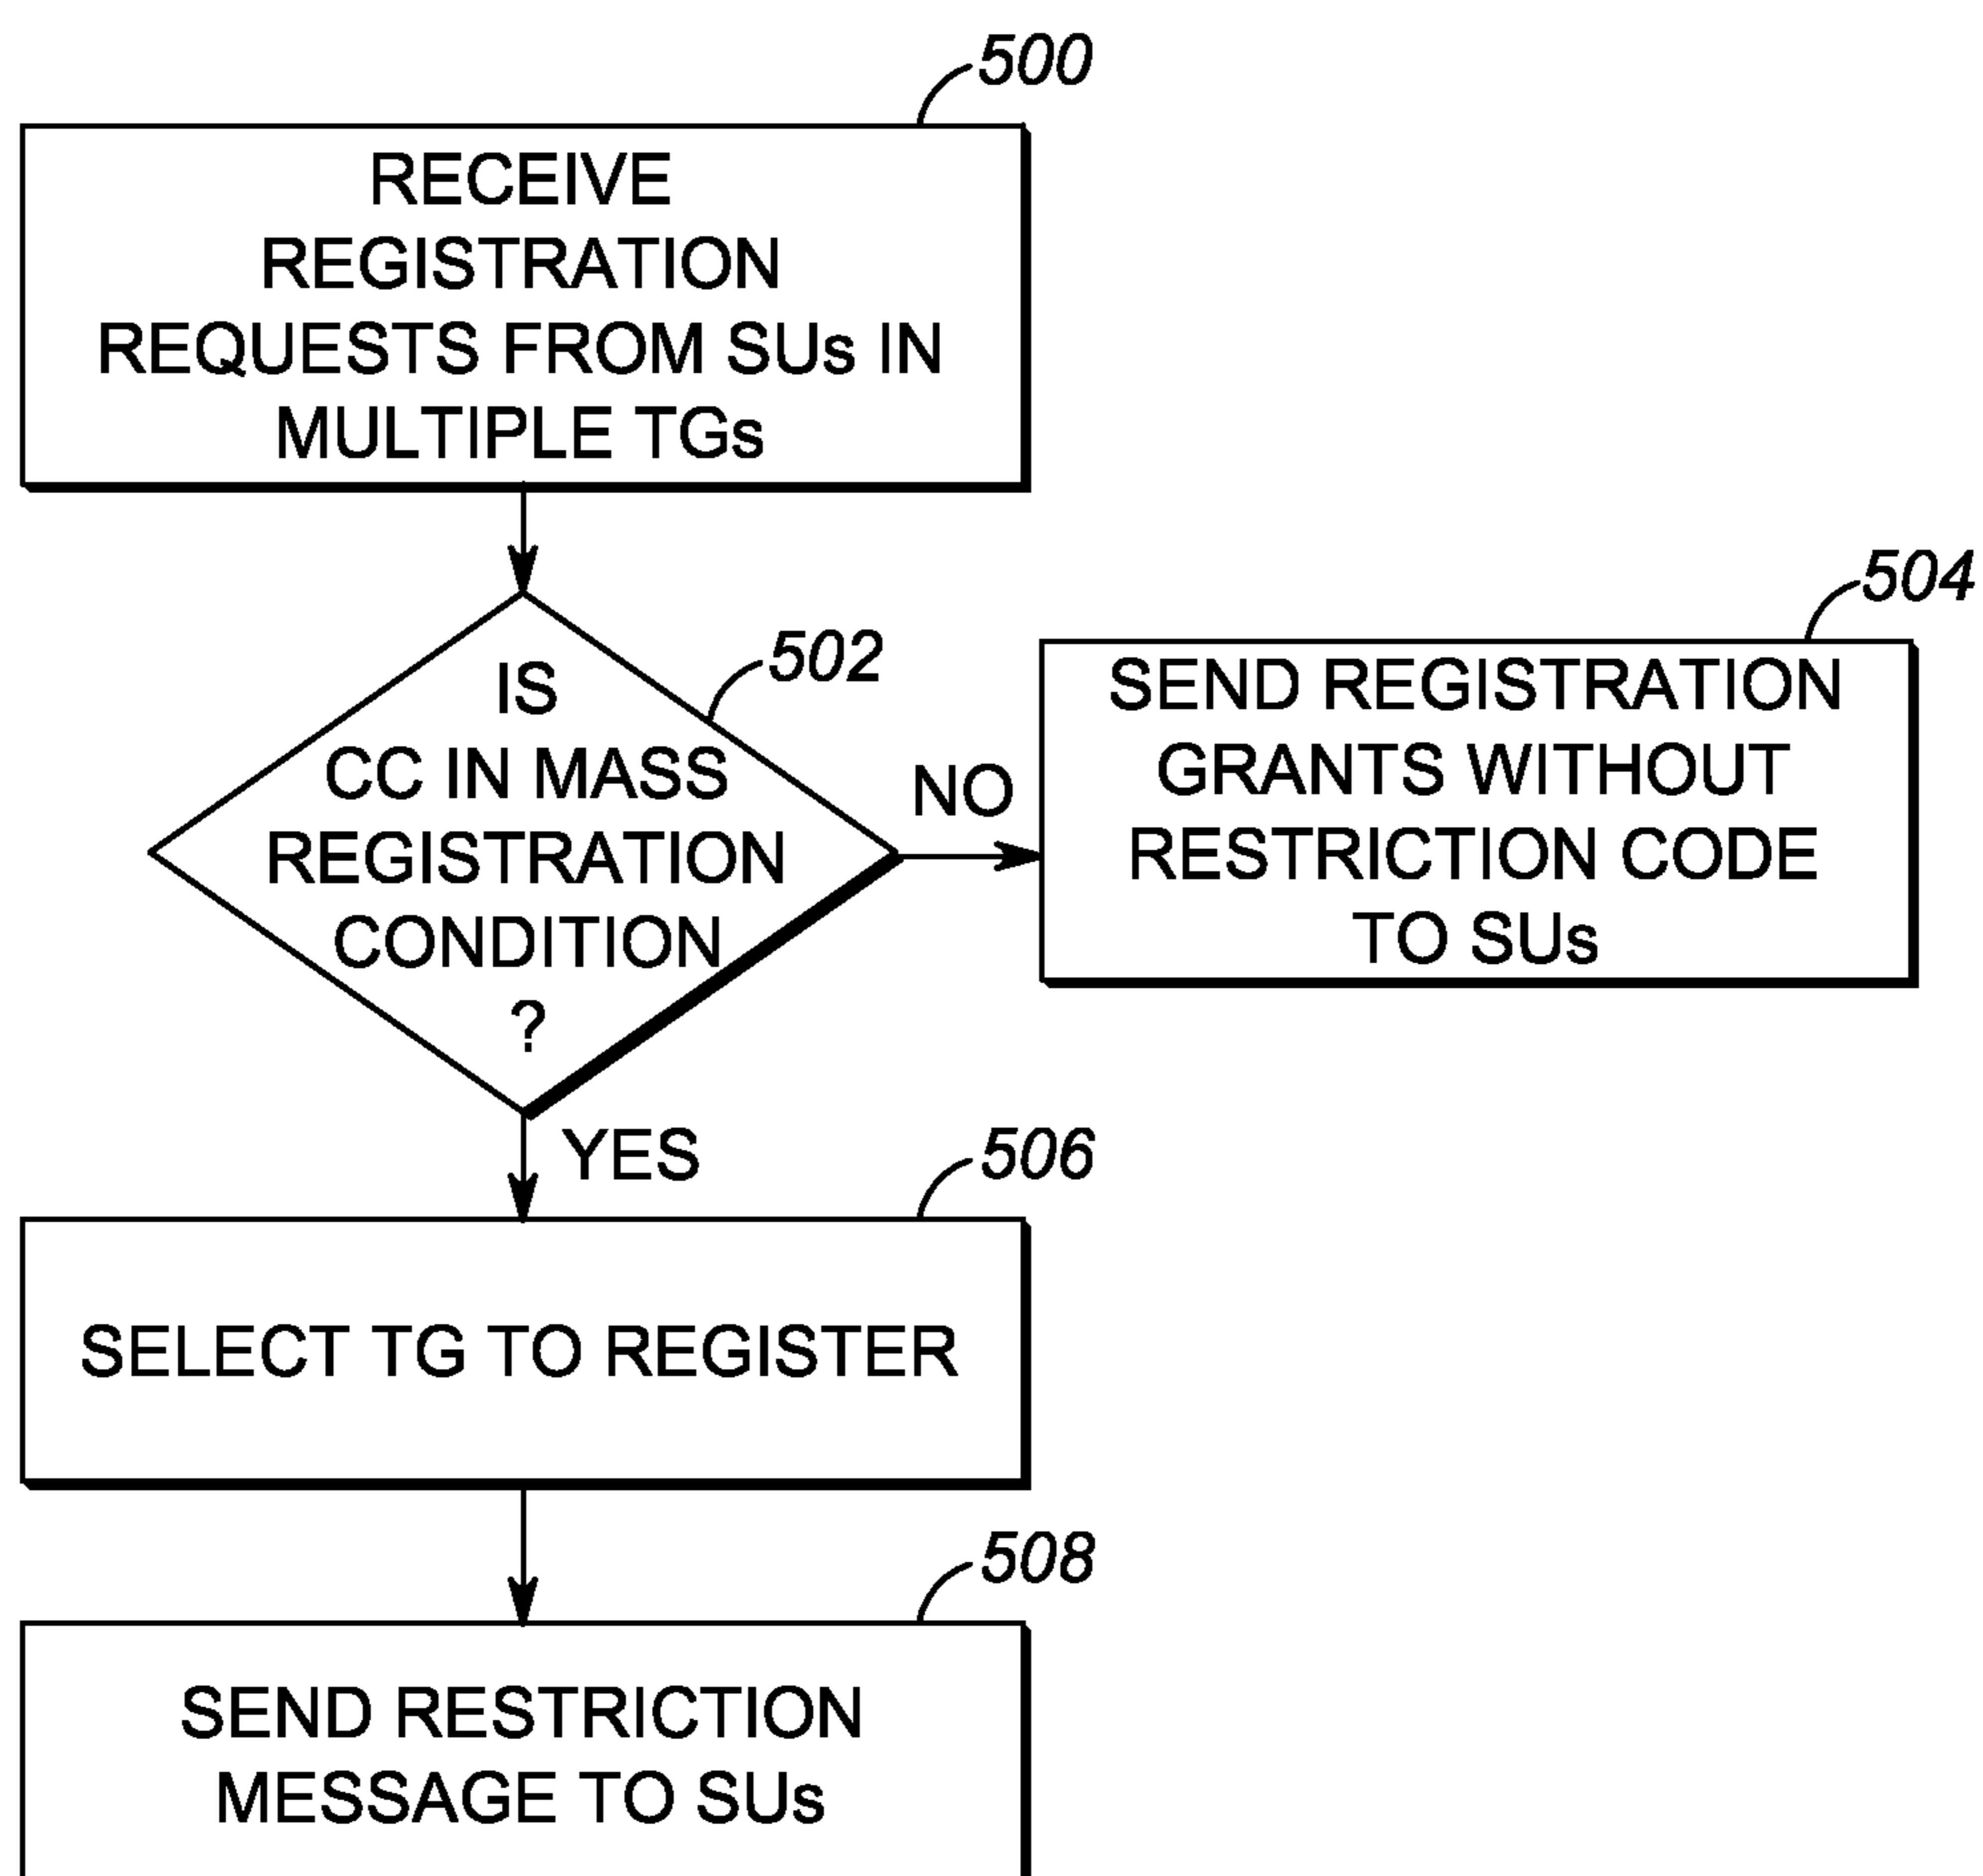 500
RECEIVE
REGISTRATION
REQUESTS FROM SUs IN
MULTIPLE TGs
502
IS
CC IN MASS
REGISTRATION
CONDITION
?
NO
504
SEND REGISTRATION
GRANTS WITHOUT
RESTRICTION CODE
TO SUs
YES
506
SELECT TG TO REGISTER
508
SEND RESTRICTION
MESSAGE TO SUs